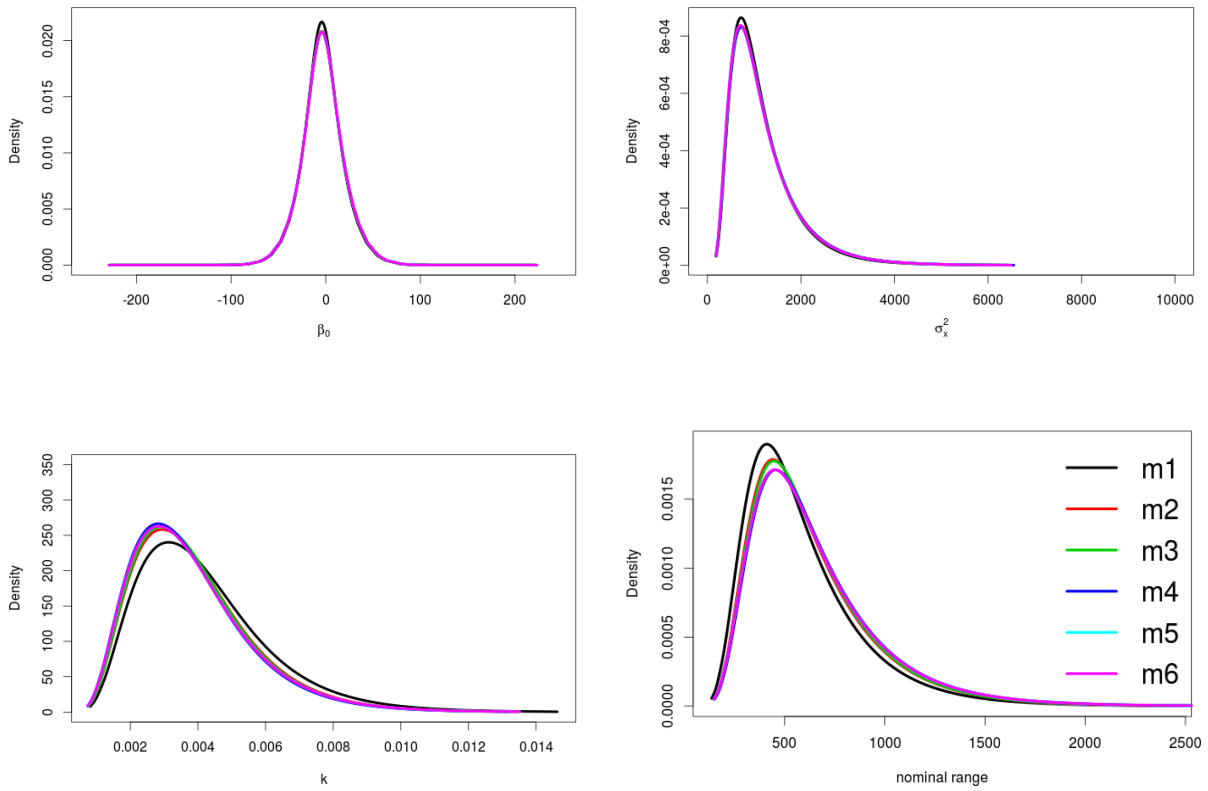 0.020
0.015
0.010
0.005
0.000
Density
-200 -100 0 100 200
β0
8e-04
6e-04
4e-04
2e-04
0e+00
Density
0 2000 4000 6000 8000 10000
σx2
350
300
250
200
150
100
50
0
Density
0.002 0.004 0.006 0.008 0.010 0.012 0.014
k
0.0015
0.0010
0.0005
0.0000
Density
500 1000 1500 2000 2500
nominal range
m1
m2
m3
m4
m5
m6